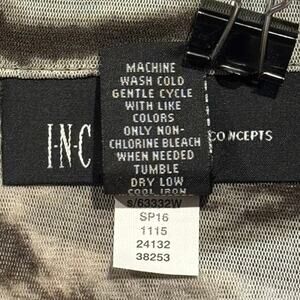 MACHINE
WASH COLD
GENTLE CYCLE
WITH LIKE
COLORS
ONLY NON-
CHLORINE BLEACH
WHEN NEEDED
TUMBLE
DRY LOW
COOL IRON
I·N·C
CONCEPTS
s/63332W
SP16
1115
24132
38253